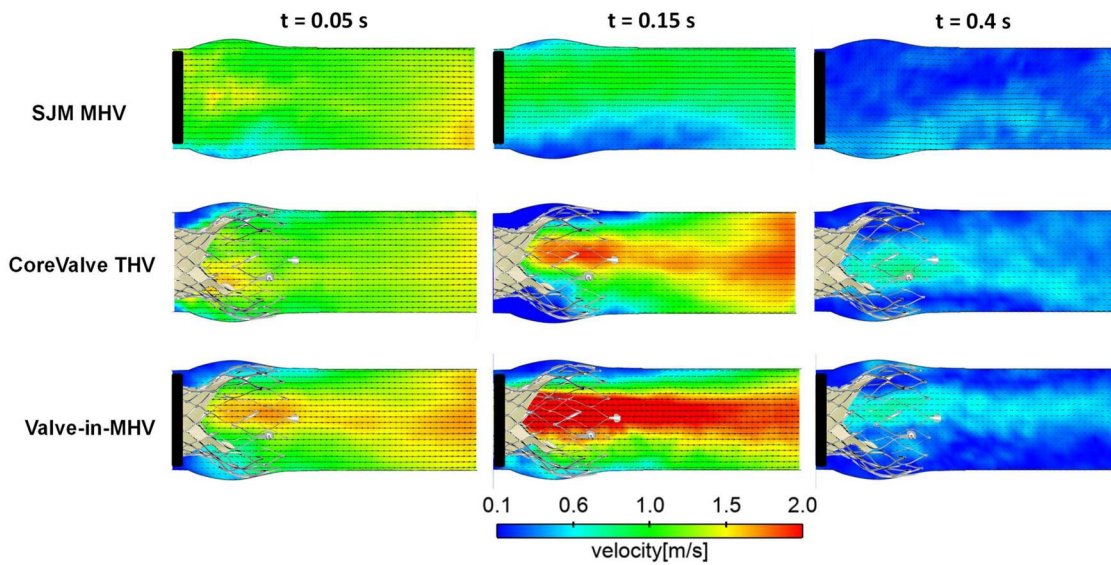 t = 0.05 s
t = 0.15 s
t = 0.4 s
SJM MHV
CoreValve THV
Valve-in-MHV
0.1 0.6 1.0 1.5 2.0
velocity[m/s]